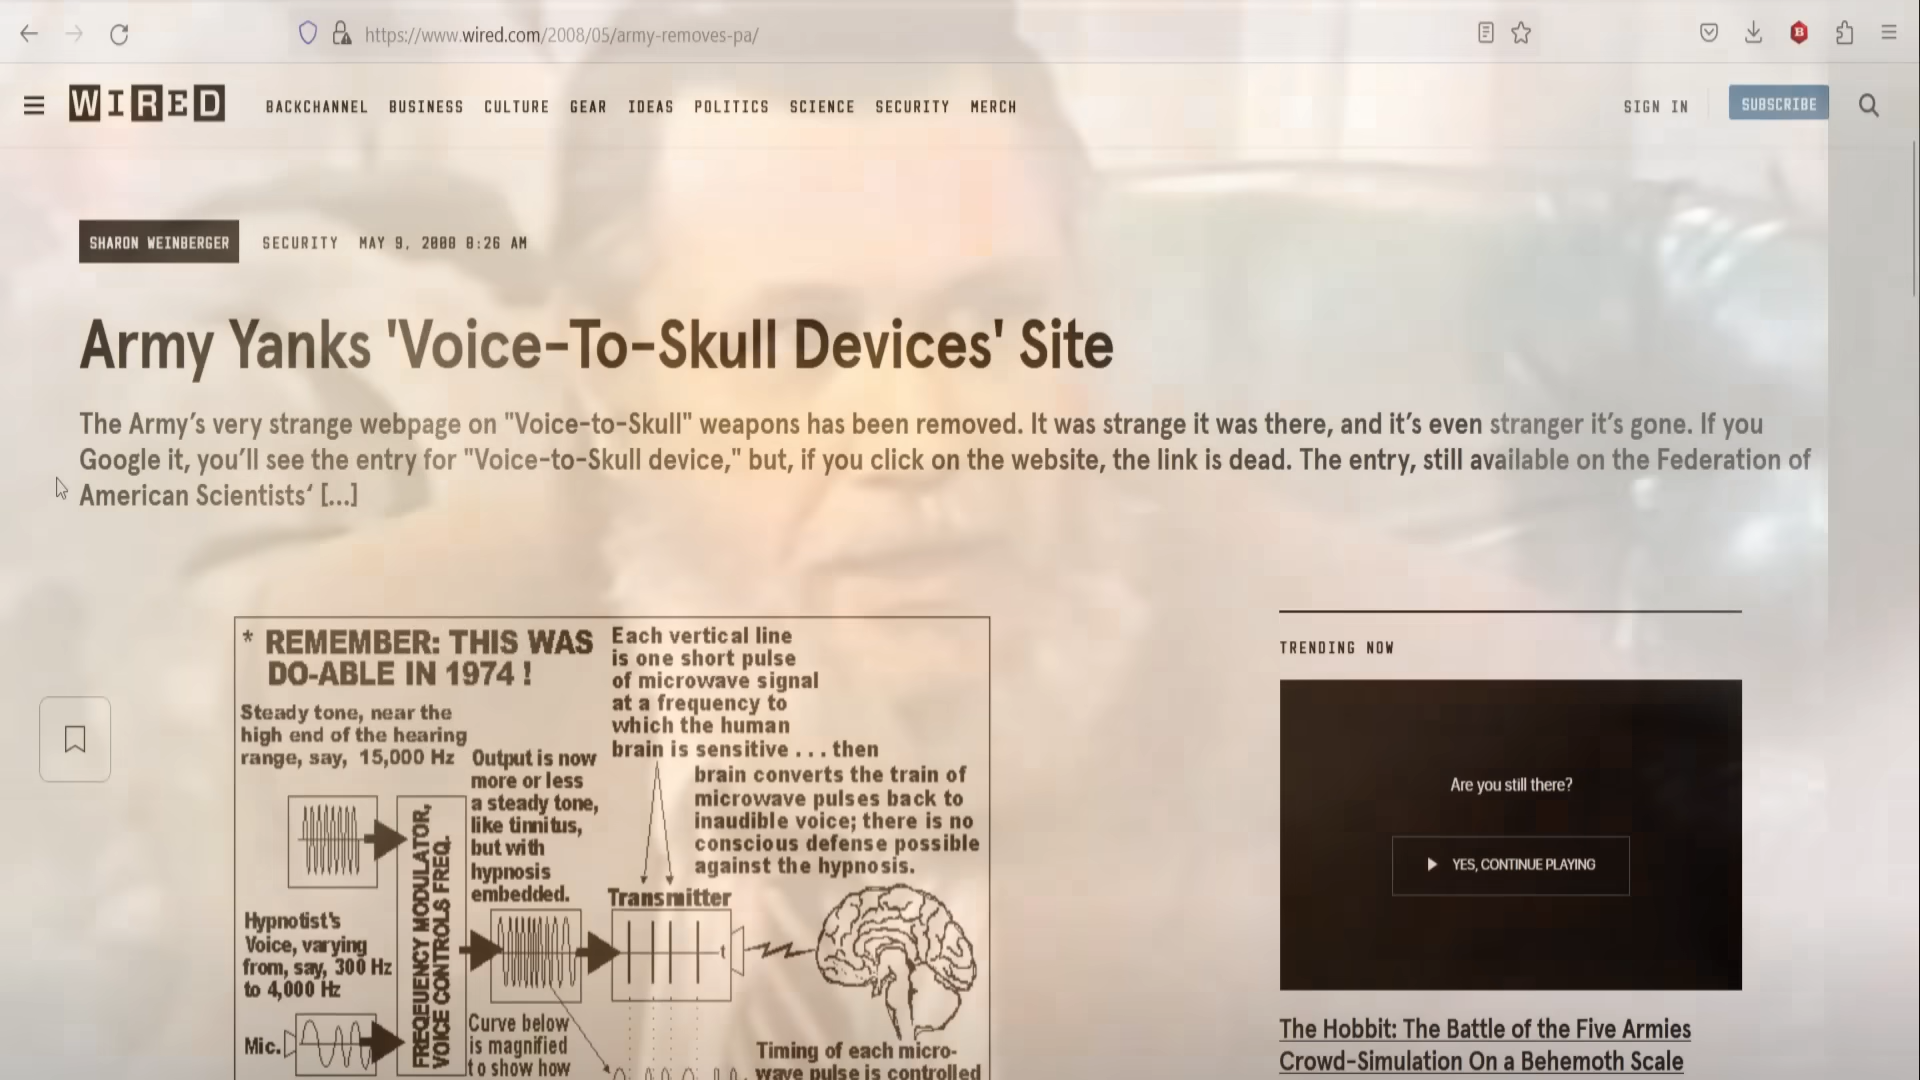 https://www.wired.com/2008/05/army-removes-pa/
WIRED
BACKCHANNEL BUSINESS CULTURE GEAR IDEAS POLITICS SCIENCE SECURITY MERCH
SIGN IN
SUBSCRIBE
SHARON WEINBERGER
SECURITY
MAY 9, 2008 8:26 AM
Army Yanks 'Voice-To-Skull Devices' Site
The Army’s very strange webpage on "Voice-to-Skull" weapons has been removed. It was strange it was there, and it’s even stranger it’s gone. If you
Google it, you’ll see the entry for "Voice-to-Skull device," but, if you click on the website, the link is dead. The entry, still available on the Federation of
American Scientists‘ [...]
* REMEMBER: THIS WAS
DO-ABLE IN 1974 !
Each vertical line
is one short pulse
of microwave signal
at a frequency to
which the human
brain is sensitive . . . then
Steady tone, near the
high end of the hearing
range, say, 15,000 Hz
Output is now
more or less
a steady tone,
like tinnitus,
but with
hypnosis
embedded.
brain converts the train of
microwave pulses back to
inaudible voice; there is no
conscious defense possible
against the hypnosis.
Transmitter
t
Hypnotist's
Voice, varying
from, say, 300 Hz
to 4,000 Hz
FREQEUENCY MODULATOR,
VOICE CONTROLS FREQ.
Mic.
Curve below
is magnified
to show how
Timing of each micro-
wave pulse is controlled
TRENDING NOW
Are you still there?
YES, CONTINUE PLAYING
The Hobbit: The Battle of the Five Armies
Crowd-Simulation On a Behemoth Scale